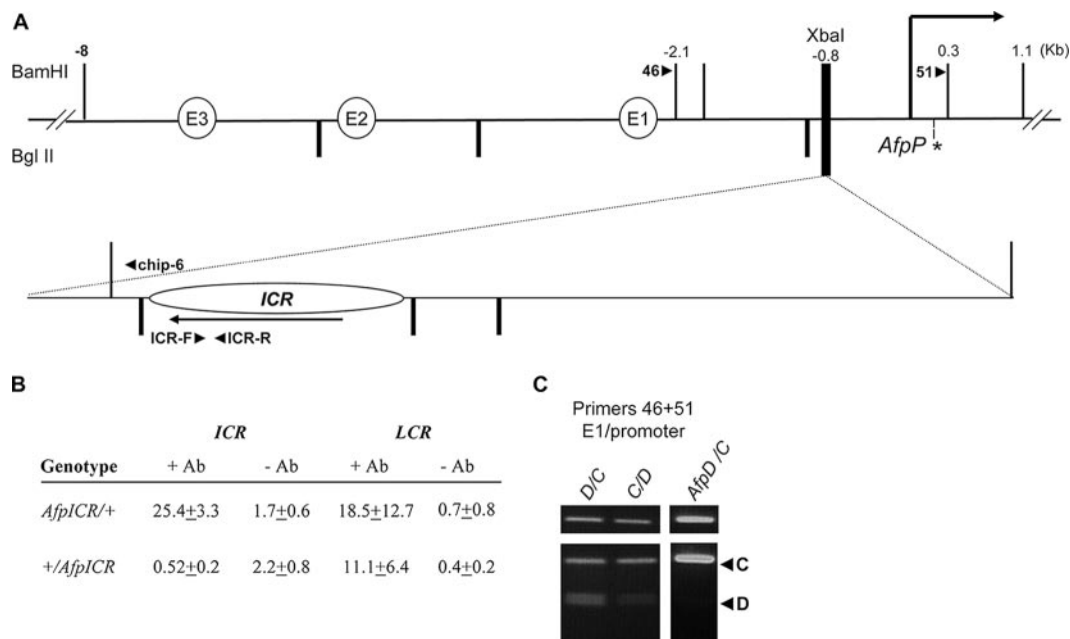 A
XbaI
-8
-2.1
-0.8
0.3
1.1 (Kb)
BamHI
46
51
E3
E2
E1
Bgl II
AfpP *
chip-6
ICR
ICR-F
ICR-R
B
ICR LCR
Genotype + Ab - Ab + Ab - Ab
AfpICR/+ 25.4±3.3 1.7±0.6 18.5±12.7 0.7±0.8
+/AfpICR 0.52±0.2 2.2±0.8 11.1±6.4 0.4±0.2
C
Primers 46+51
E1/promoter
D/C
C/D
AfpD /C
C
D